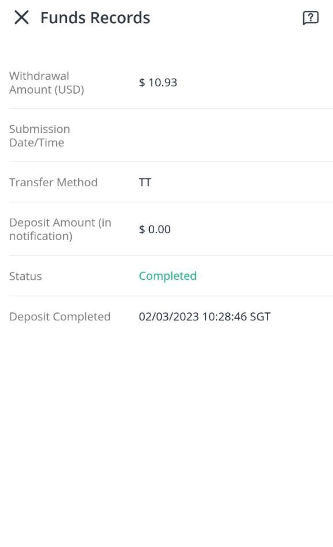 Funds Records
Withdrawal
Amount (USD)
$ 10.93
Submission
Date/Time
Transfer Method
TT
Deposit Amount (in
notification)
$ 0.00
Status
Completed
Deposit Completed
02/03/2023 10:28:46 SGT